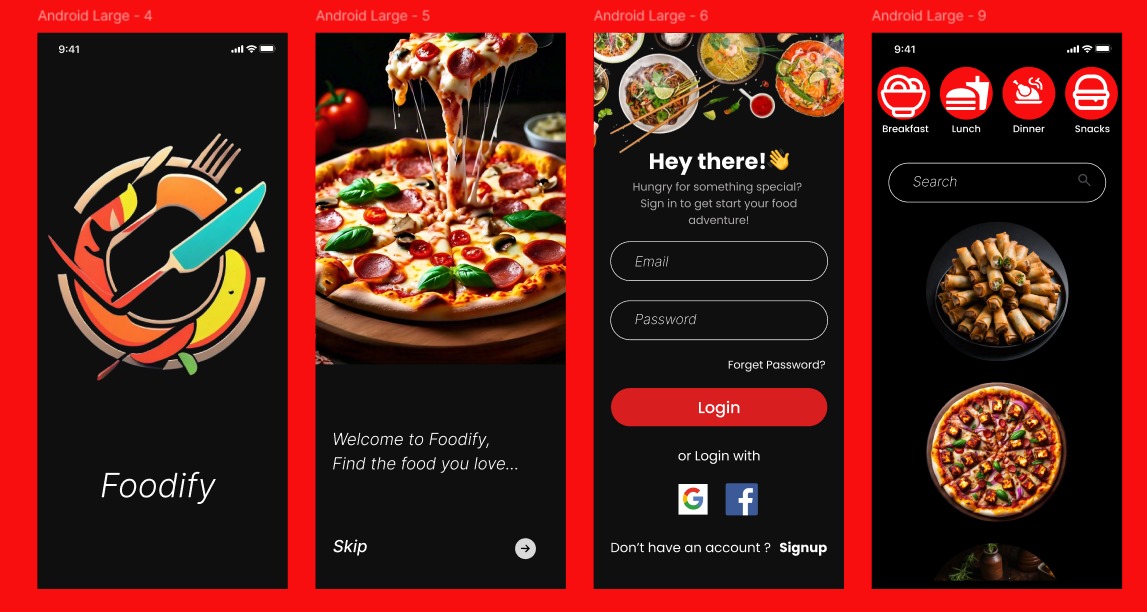 Android Large - 4
9:41
Foodify
Android Large - 5
Welcome to Foodify,
Find the food you love...
Skip
Android Large - 6
Hey there!👋
Hungry for something special?
Sign in to get start your food
adventure!
Email
Password
Forget Password?
Login
or Login with
G
f
Don't have an account ? Signup
Android Large - 9
9:41
Breakfast Lunch Dinner Snacks
Search